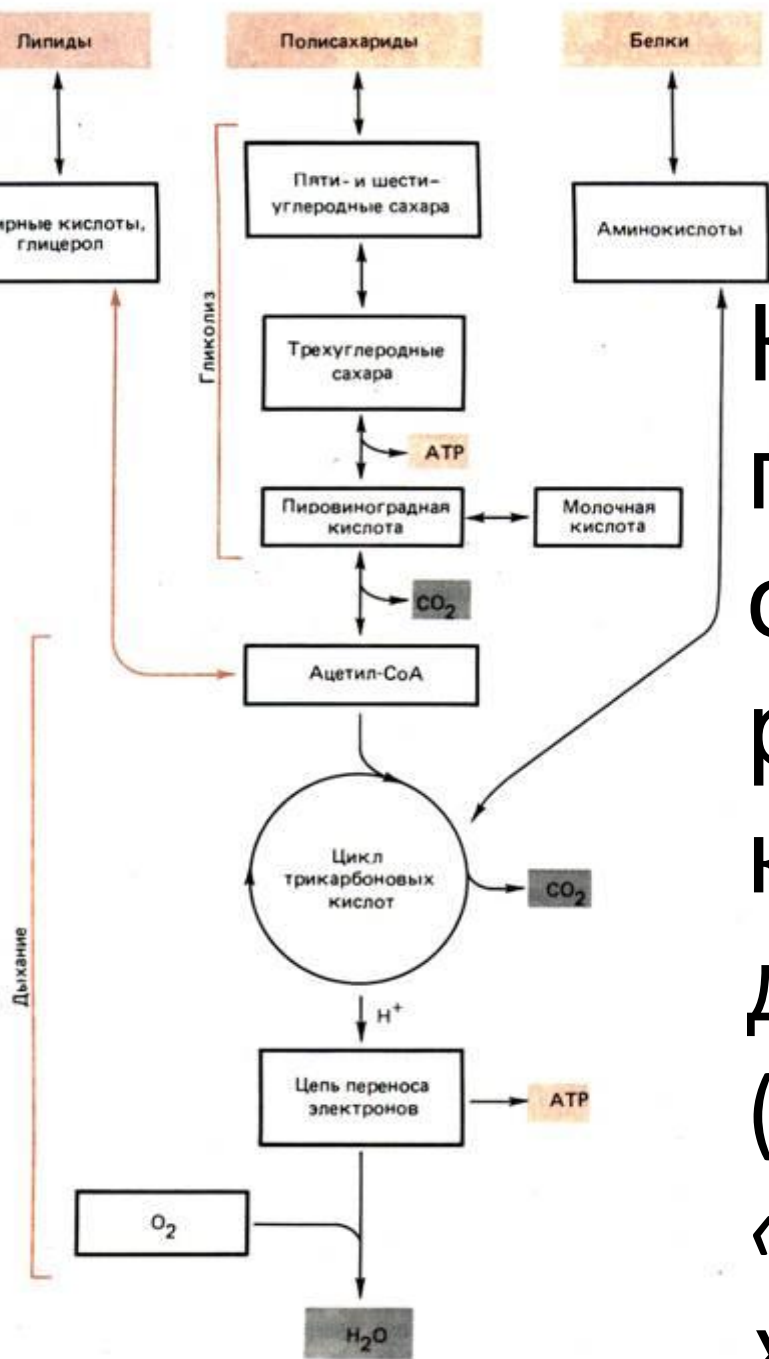 Липиды
Полисахариды
Белки
Пяти- и шести-
углеродные сахара
кислоты,
глицерол
Аминокислоты
Гликолиз
Трехуглеродные
сахара
ATP
Пировиноградная
кислота
Молочная
кислота
CO₂
Ацетил-CoA
Цикл
трикарбоновых
кислот
CO₂
Дыхание
H⁺
Цепь переноса
электронов
ATP
O₂
H₂O
(
«